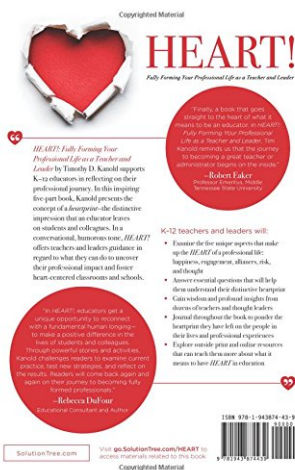 Copyrighted Material
HEART!
Fully Forming Your Professional Life as a Teacher and Leader
"Finally, a book that goes
straight to the heart of what it
means to be an educator. In HEART!
Fully Forming Your Professional
Life as a Teacher and Leader, Tim
Kanold reminds us that the journey
to becoming a great teacher or
administrator begins on the inside."
—Robert Eaker
Professor Emeritus, Middle
Tennessee State University
HEART! Fully Forming Your
Professional Life as a Teacher and
Leader by Timothy D. Kanold supports
K–12 educators in reflecting on their
professional journey. In this inspiring
five-part book, Kanold presents the
concept of a heartprint—the distinctive
impression that an educator leaves
on students and colleagues. In a
conversational, humorous tone, HEART!
offers teachers and leaders guidance in
regard to what they can do to uncover
their professional impact and foster
heart-centered classrooms and schools.
K–12 teachers and leaders will:
• Examine the five unique aspects that make
up the HEART of a professional life:
happiness, engagement, alliances, risk,
and thought
• Answer essential questions that will help
them understand their distinctive heartprint
• Gain wisdom and profound insights from
dozens of teachers and thought leaders
• Journal throughout the book to ponder the
heartprint they have left on the people in
their lives and professional experiences
• Explore outside print and online resources
that can teach them more about what it
means to have HEART in education
"In HEART!, educators get a
unique opportunity to reconnect
with a fundamental human longing—
to make a positive difference in the
lives of students and colleagues.
Through powerful stories and activities,
Kanold challenges readers to examine current
practice, test new strategies, and reflect on
the results. Readers will come back again and
again on their journey to becoming fully
formed professionals."
—Rebecca DuFour
Educational Consultant and Author
ISBN 978-1-943874-43-9
90000
9 781943 874439
SolutionTree.com
Visit go.SolutionTree.com/HEART to
access materials related to this book.
Copyrighted Material